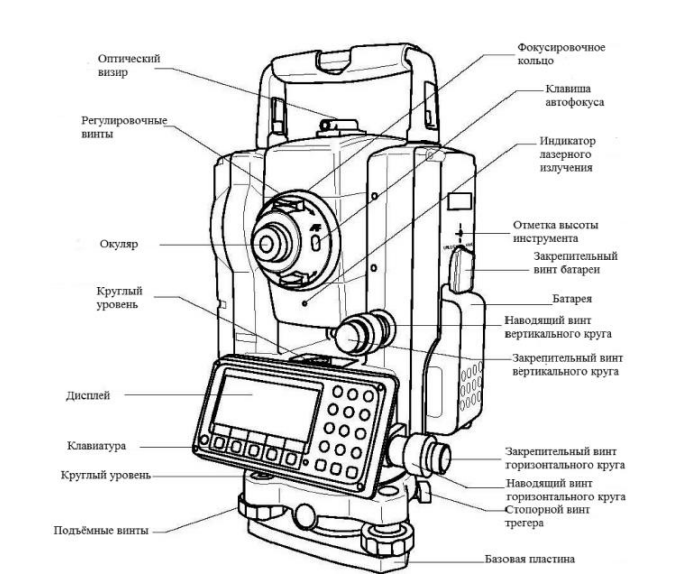 Оптический
визир
Регулировочные
винты
Окуляр
Круглый
уровень
Дисплей
Клавиатура
Круглый уровень
Подъёмные винты
Фокусировочное
кольцо
Клавиша
автофокуса
Индикатор
лазерного
излучения
Отметка высоты
инструмента
Закрепительный
винт батареи
Батарея
Наводящий винт
вертикального круга
Закрепительный винт
вертикального круга
Закрепительный винт
горизонтального круга
Наводящий винт
горизонтального круга
Стопорной винт
трегера
Базовая пластина
AF